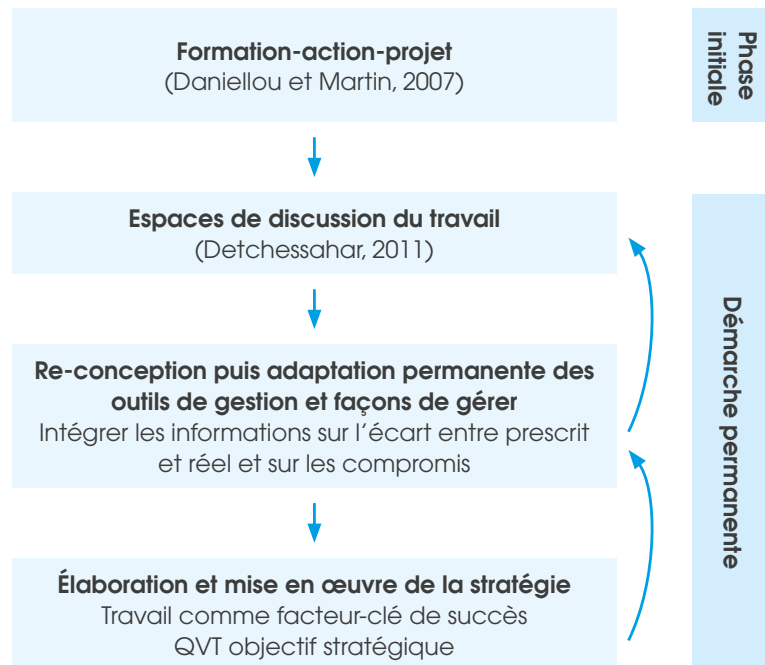 Formation-action-projet
(Daniellou et Martin, 2007)
Phase
initiale
Espaces de discussion du travail
(Detchessahar, 2011)
Re-conception puis adaptation permanente des
outils de gestion et façons de gérer
Intégrer les informations sur l'écart entre prescrit
et réel et sur les compromis
Élaboration et mise en œuvre de la stratégie
Travail comme facteur-clé de succès
QVT objectif stratégique
Démarche permanente